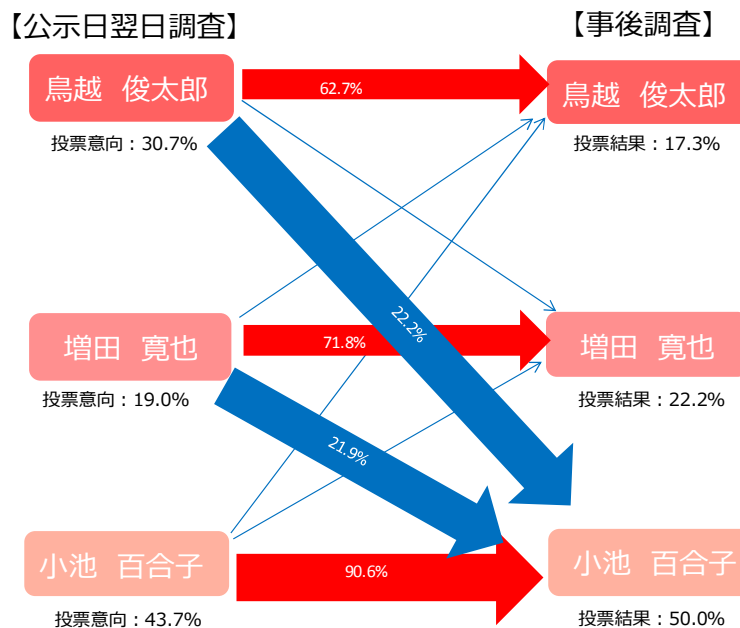 【公示日翌日調査】
【事後調査】
鳥越 俊太郎
62.7%
鳥越 俊太郎
投票意向：30.7%
投票結果：17.3%
22.2%
増田 寛也
71.8%
増田 寛也
投票意向：19.0%
投票結果：22.2%
21.9%
小池 百合子
90.6%
小池 百合子
投票意向：43.7%
投票結果：50.0%